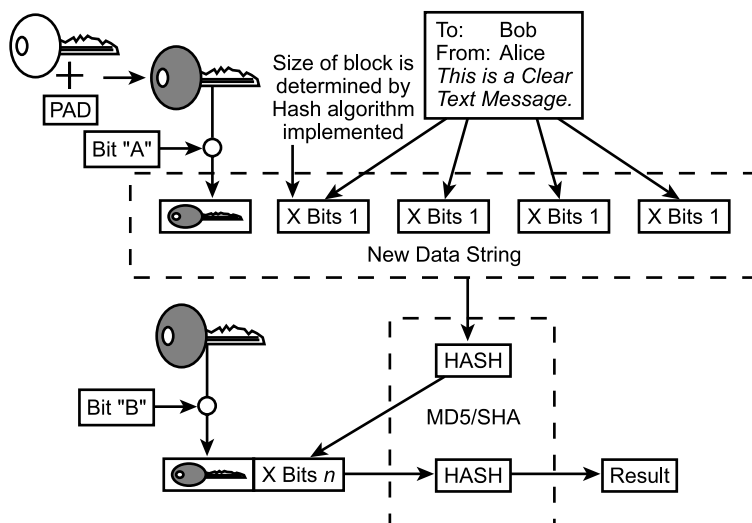 To: Bob
From: Alice
This is a Clear
Text Message.
Size of block is
determined by
Hash algorithm
implemented
PAD
Bit "A"
X Bits 1
X Bits 1
X Bits 1
X Bits 1
New Data String
HASH
Bit "B"
MD5/SHA
X Bits n
HASH
Result